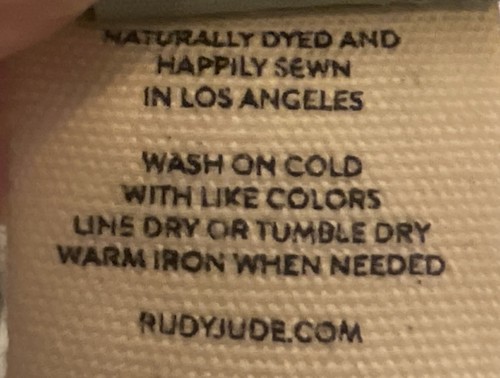 NATURALLY DYED AND
HAPPILY SEWN
IN LOS ANGELES
WASH ON COLD
WITH LIKE COLORS
LINE DRY OR TUMBLE DRY
WARM IRON WHEN NEEDED
RUDYJUDE.COM